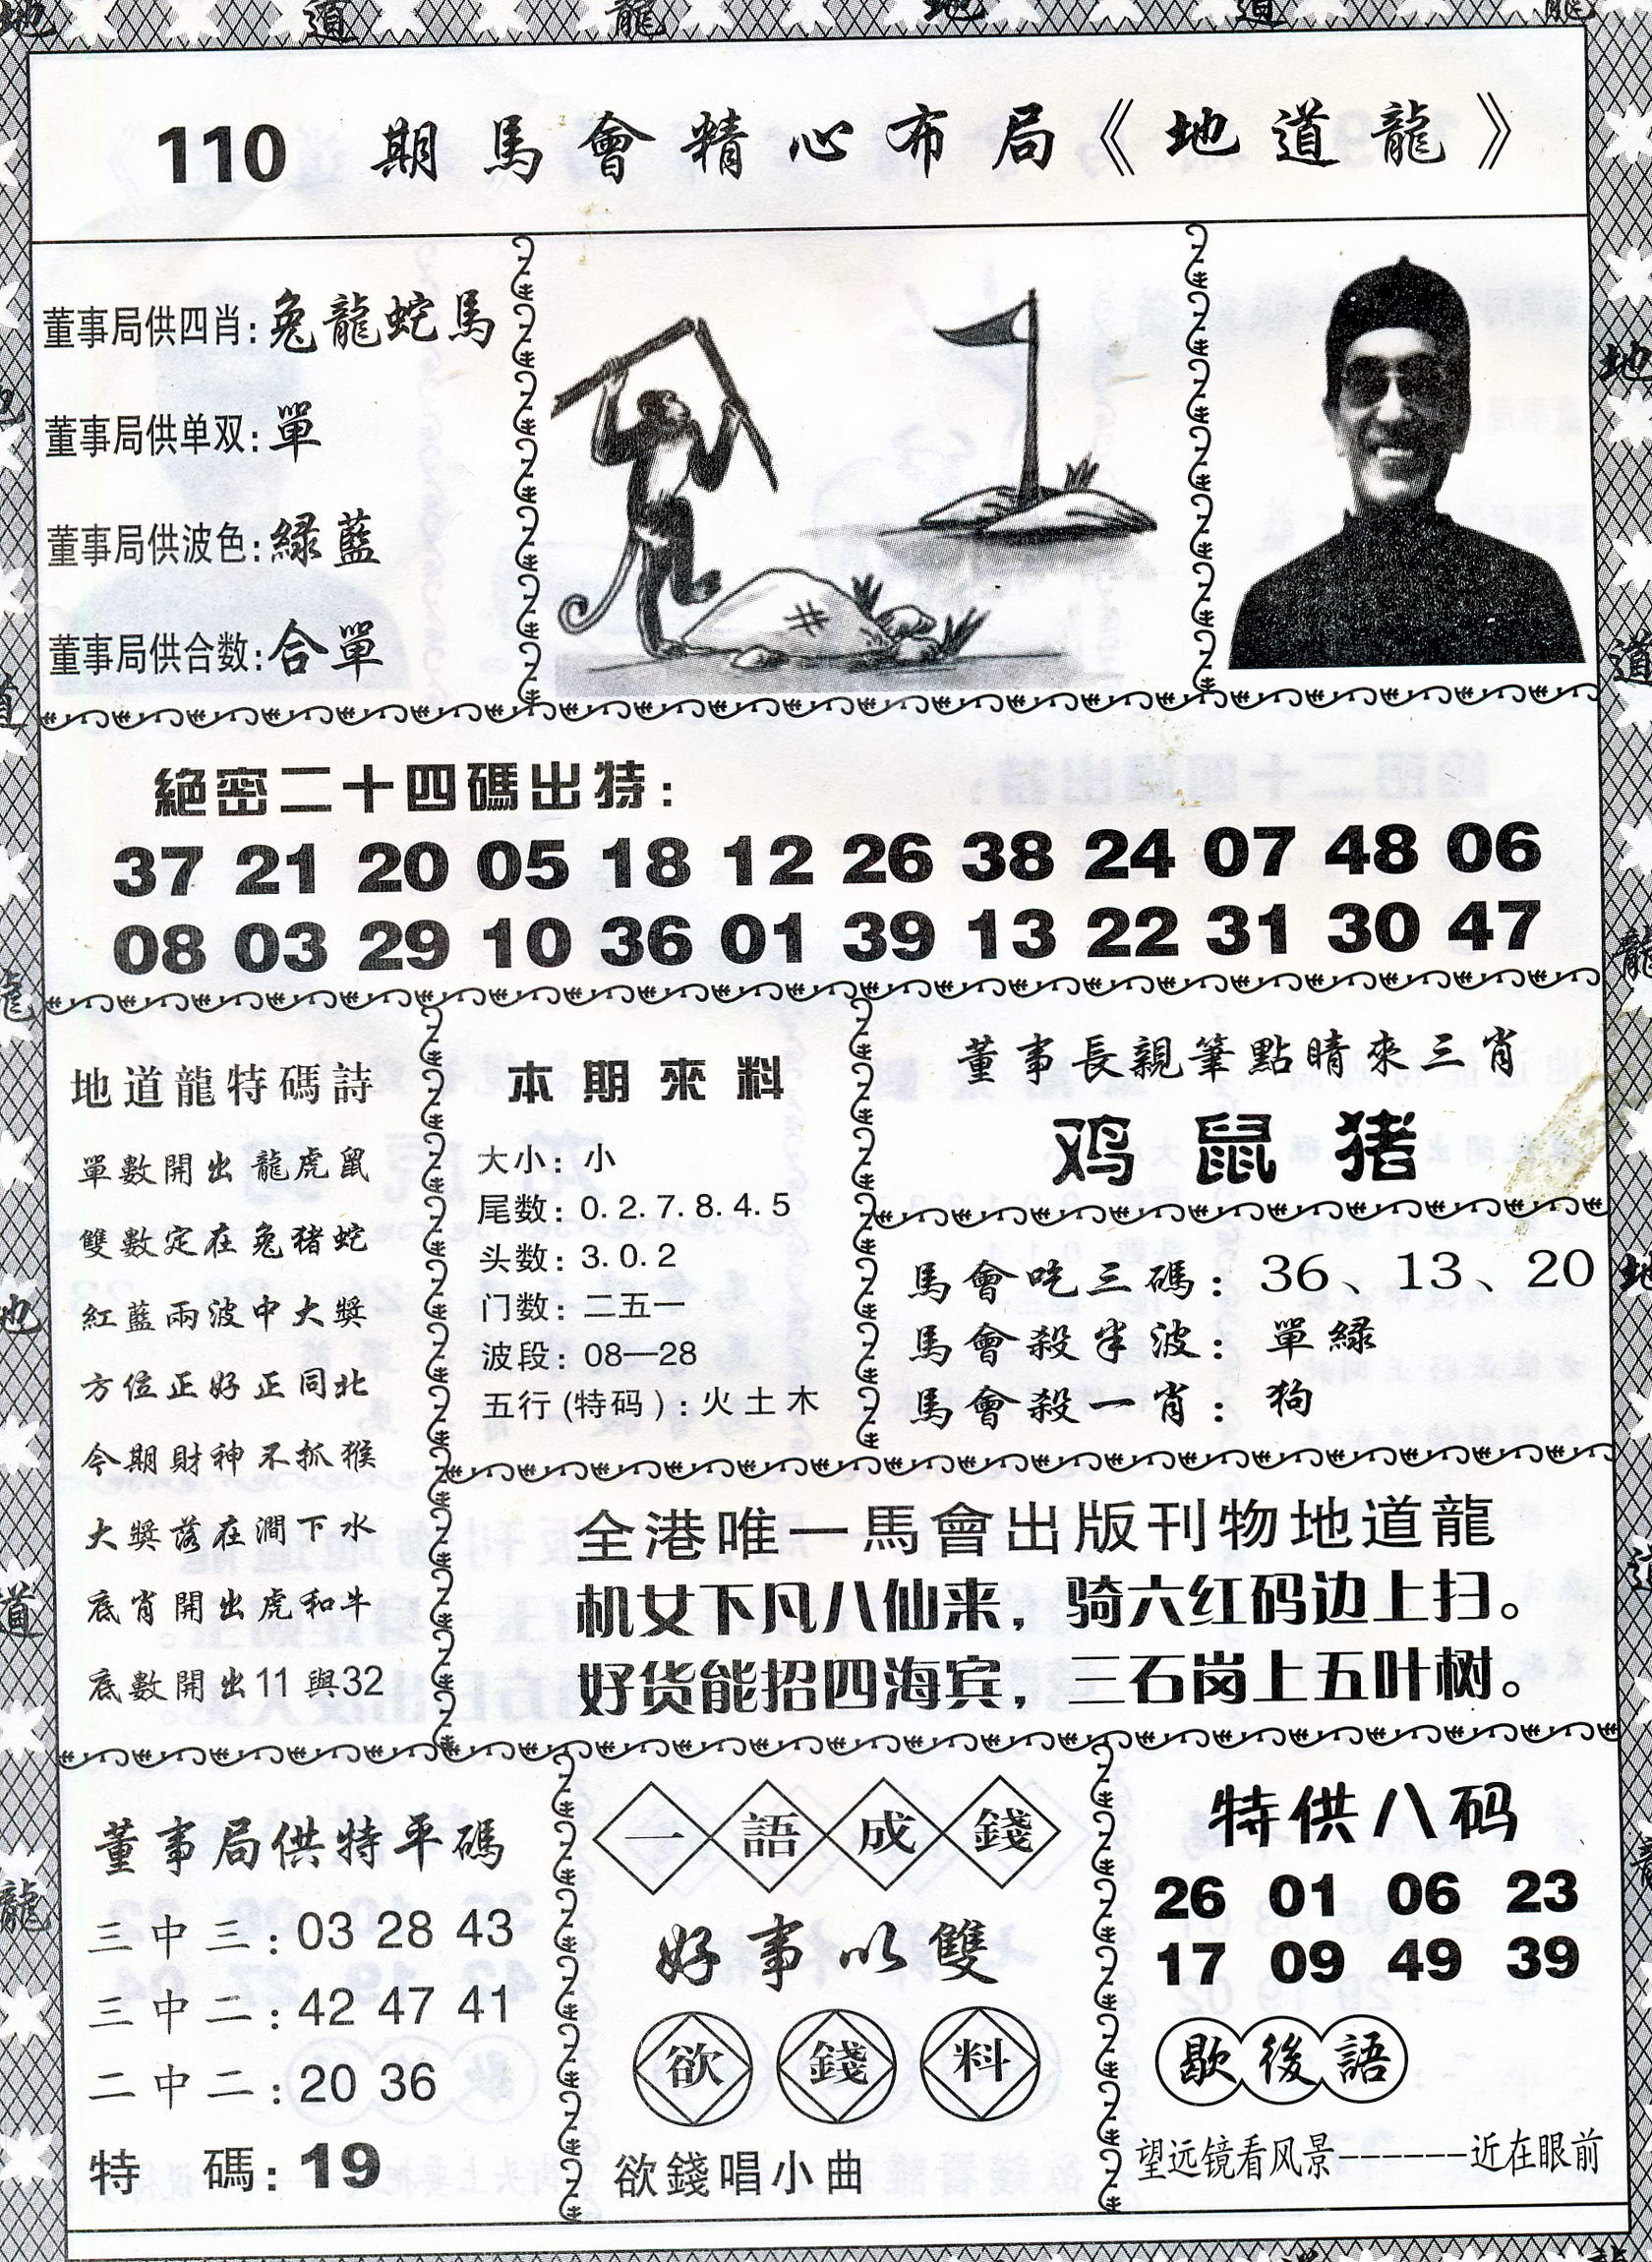 110 期馬會精心布局《地道龍》
董事局供四肖:兔龍蛇馬
董事局供单双:單
董事局供波色:緑藍
董事局供合数:合單
絕密二十四碼出特:
37 21 20 05 18 12 26 38 24 07 48 06
08 03 29 10 36 01 39 13 22 31 30 47
地道龍特碼詩
單數開出龍虎鼠
雙數定在兔猪蛇
紅藍兩波中大獎
方位正好正同北
今期財神不抓猴
大獎落在澗下水
底肖開出虎和牛
底數開出11與32
本期來料
大小: 小
尾数: 0.2.7.8.4.5
头数: 3.0.2
门数: 二五一
波段: 08—28
五行(特码): 火土木
董事長親筆點睛來三肖
鸡鼠猪
馬會吃三碼: 36、13、20
馬會殺半波: 單緑
馬會殺一肖: 狗
全港唯一馬會出版刊物地道龍
机女下凡八仙来，骑六红码边上扫。
好货能招四海宾，三石岗上五叶树。
董事局供特平碼
三中三: 03 28 43
三中二: 42 47 41
二中二: 20 36
特 碼: 19
一語成錢
好事以雙
欲錢料
欲錢唱小曲
特供八码
26 01 06 23
17 09 49 39
歇後語
望远镜看风景------近在眼前